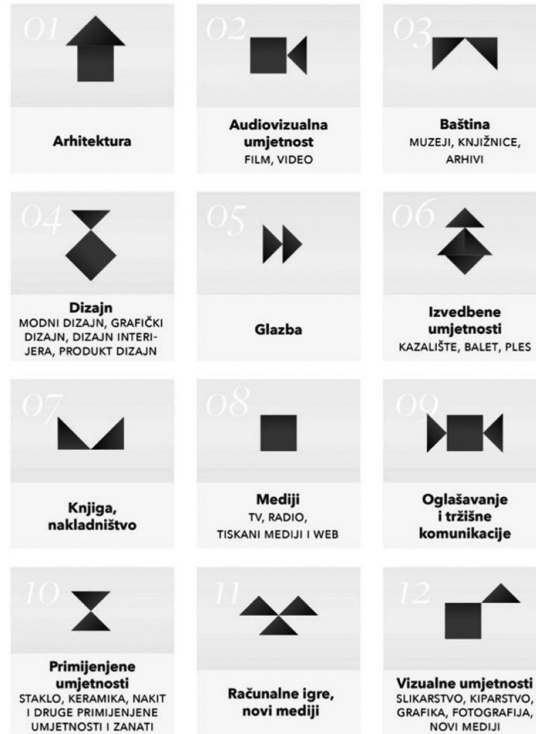 01
Arhitektura
02
Audiovizualna
umjetnost
FILM, VIDEO
03
Baština
MUZEJI, KNJIŽNICE,
ARHIVI
04
Dizajn
MODNI DIZAJN, GRAFIČKI
DIZAJN, DIZAJN INTERI-
JERA, PRODUKT DIZAJN
05
Glazba
06
Izvedbene
umjetnosti
KAZALIŠTE, BALET, PLES
07
Knjiga,
nakladništvo
08
Mediji
TV, RADIO,
TISKANI MEDIJI I WEB
09
Oglašavanje
i tržišne
komunikacije
10
Primijenjene
umjetnosti
STAKLO, KERAMIKA, NAKIT
I DRUGE PRIMIJENJENE
UMJETNOSTI I ZANATI
11
Računalne igre,
novi mediji
12
Vizualne umjetnosti
SLIKARSTVO, KIPARSTVO,
GRAFIKA, FOTOGRAFIJA,
NOVI MEDIJI